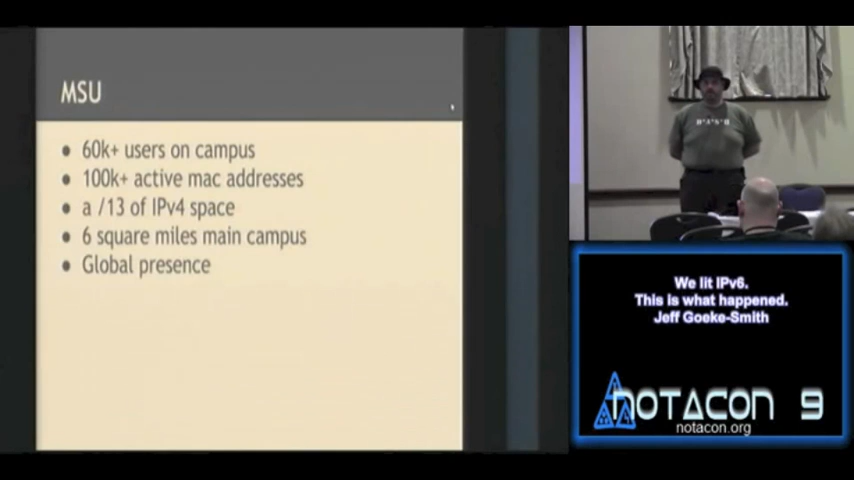 MSU
60k+ users on campus
100k+ active mac addresses
a /13 of IPv4 space
6 square miles main campus
Global presence
M*A*S*H
We lit IPv6.
This is what happened.
Jeff Goeke-Smith
NOTACON 9
notacon.org